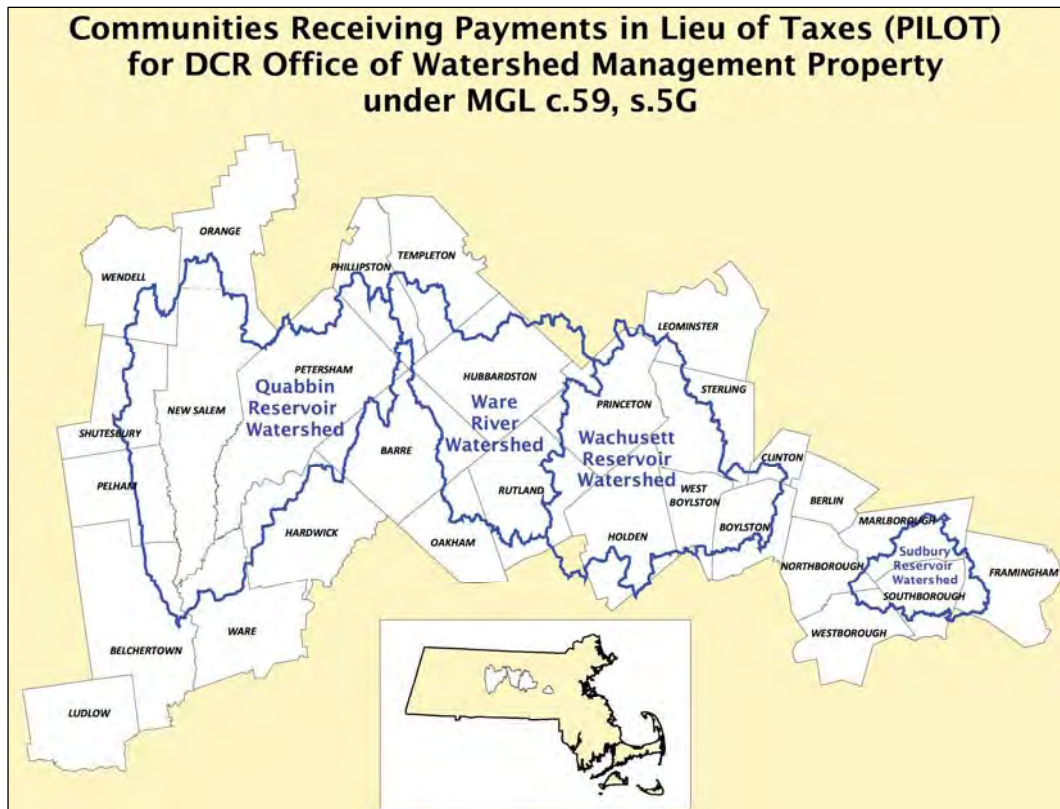 Communities Receiving Payments in Lieu of Taxes (PILOT)
for DCR Office of Watershed Management Property
under MGL c.59, s.5G
ORANGE
WENDELL
PHILLIPSTON
TEMPLETON
LEOMINSTER
PETERSHAM
HUBBARDSTON
STERLING
PRINCETON
Quabbin
Reservoir
Watershed
NEW SALEM
Ware
River
Watershed
Wachusett
Reservoir
Watershed
SHUTESBURY
BARRE
CLINTON
PELHAM
RUTLAND
WEST
BOYLSTON
BERLIN
HARDWICK
OAKHAM
HOLDEN
BOYLSTON
MARLBOROUGH
NORTHBOROUGH
Sudbury
Reservoir
Watershed
FRAMINGHAM
SOUTHBOROUGH
WARE
WESTBOROUGH
BELCHERTOWN
LUDLOW